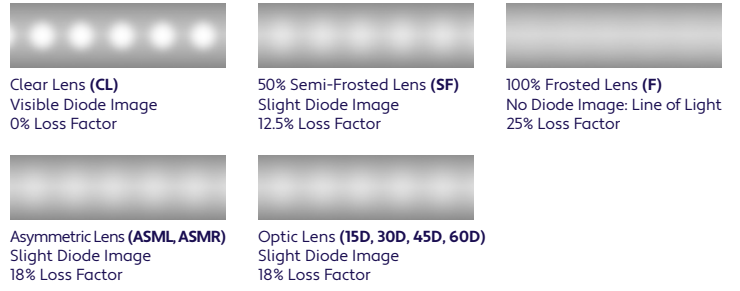 Clear Lens (CL)
Visible Diode Image
0% Loss Factor
50% Semi-Frosted Lens (SF)
Slight Diode Image
12.5% Loss Factor
100% Frosted Lens (F)
No Diode Image: Line of Light
25% Loss Factor
Asymmetric Lens (ASML, ASMR)
Slight Diode Image
18% Loss Factor
Optic Lens (15D, 30D, 45D, 60D)
Slight Diode Image
18% Loss Factor